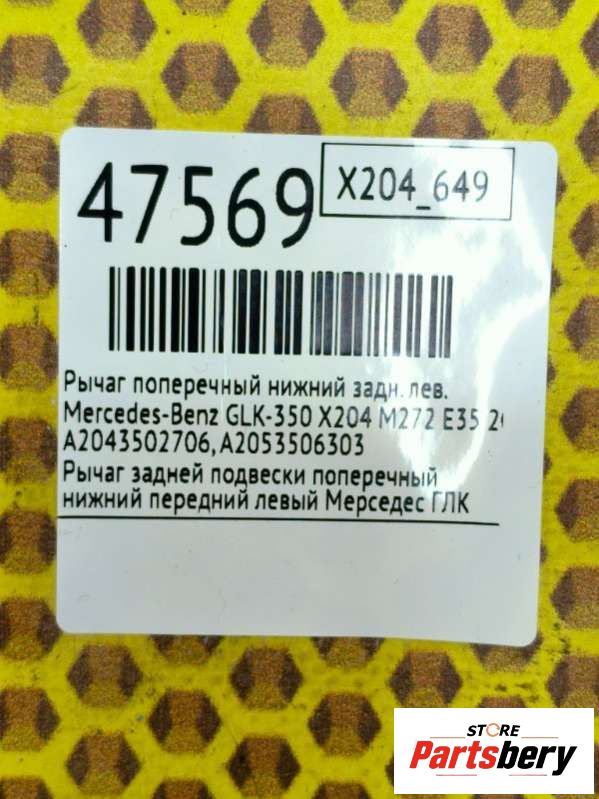 47569
X204_649
Рычаг поперечный нижний задн. лев.
Mercedes-Benz GLK-350 X204 M272 E35
A2043502706, A2053506303
Рычаг задней подвески поперечный
нижний передний левый Мерседес ГЛК
STORE
Partsbery